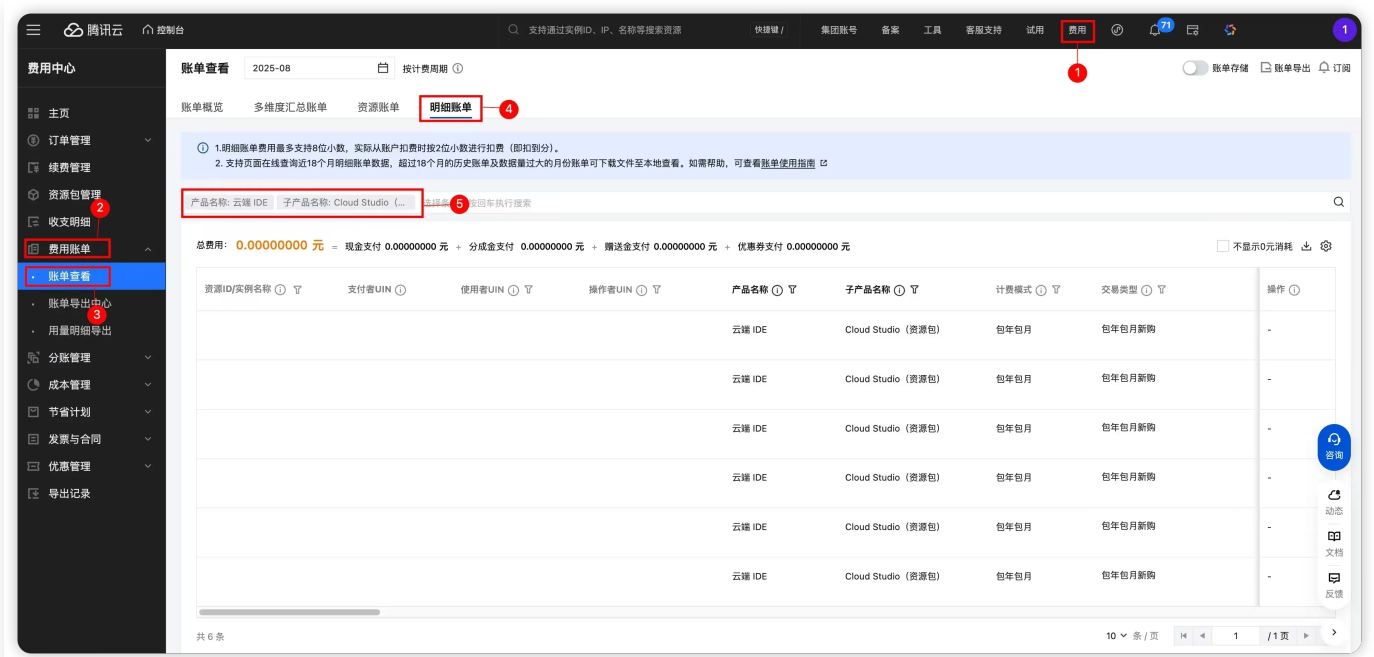 腾讯云 控制台 支持通过实例ID、IP、名称等搜索资源 快捷键 / 集团账号 备案 工具 客服支持 试用 费用 71 1
1
费用中心
账单查看 2025-08 按计费周期 账单存储 账单导出 订阅
账单概览 多维度汇总账单 资源账单 明细账单 4
主页
订单管理
续费管理
资源包管理
2
收支明细
费用账单
账单查看
账单导出中心
3
用量明细导出
分账管理
成本管理
节省计划
发票与合同
优惠管理
导出记录
1.明细账单费用最多支持8位小数，实际从账户扣费时按2位小数进行扣费（即扣到分）。
2. 支持页面在线查询近18个月明细账单数据，超过18个月的历史账单及数据量过大的月份账单可下载文件至本地查看。如需帮助，可查看账单使用指南
产品名称: 云端 IDE 子产品名称: Cloud Studio（... 选择条 5 按回车执行搜索
总费用: 0.00000000 元 = 现金支付 0.00000000 元 + 分成金支付 0.00000000 元 + 赠送金支付 0.00000000 元 + 优惠券支付 0.00000000 元 不显示0元消耗
资源ID/实例名称 支付者UIN 使用者UIN 操作者UIN 产品名称 子产品名称 计费模式 交易类型 操作
云端 IDE Cloud Studio（资源包） 包年包月 包年包月新购 -
云端 IDE Cloud Studio（资源包） 包年包月 包年包月新购 -
云端 IDE Cloud Studio（资源包） 包年包月 包年包月新购 -
云端 IDE Cloud Studio（资源包） 包年包月 包年包月新购 -
云端 IDE Cloud Studio（资源包） 包年包月 包年包月新购 -
云端 IDE Cloud Studio（资源包） 包年包月 包年包月新购 -
共 6 条 10 条 / 页 1 / 1 页
咨询
动态
文档
反馈